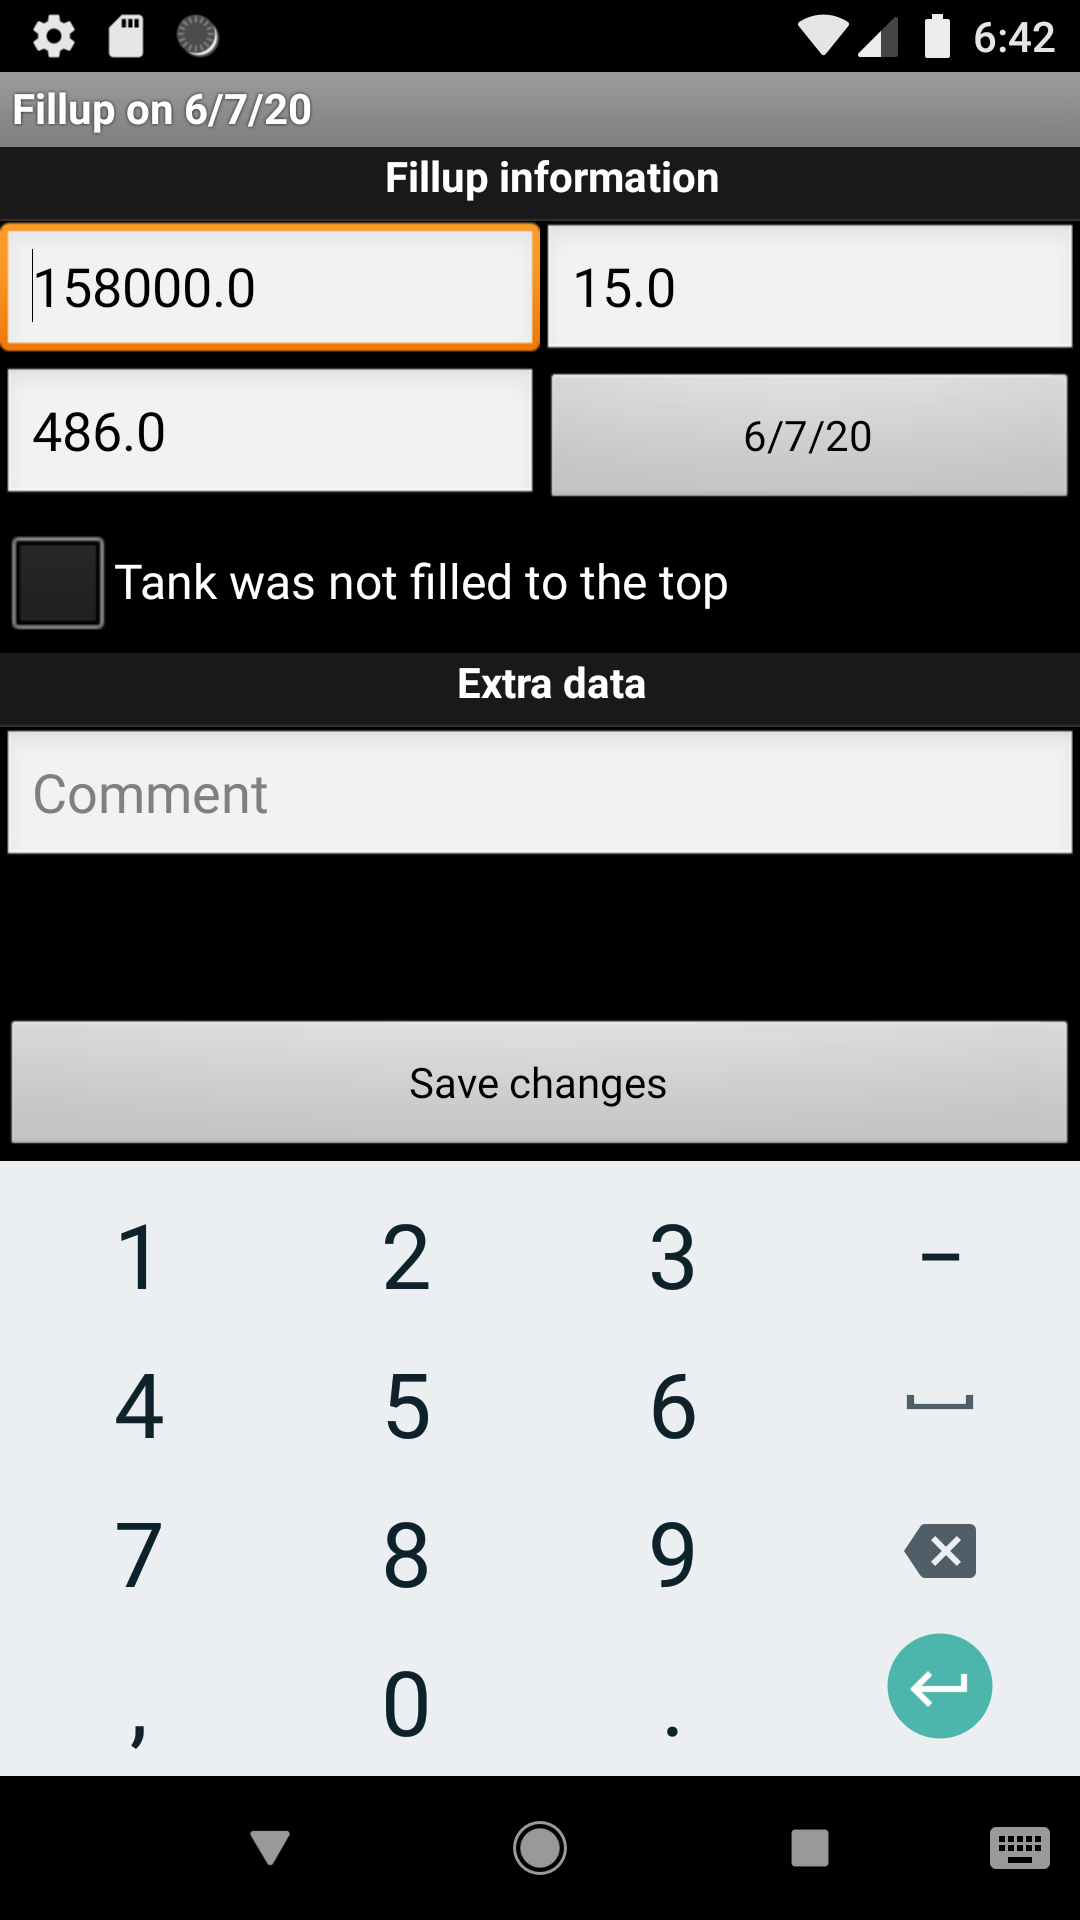 6:42
Fillup on 6/7/20
Fillup information
158000.0
15.0
486.0
6/7/20
Tank was not filled to the top
Extra data
Comment
Save changes
1 2 3 –
4 5 6
7 8 9
, 0 .